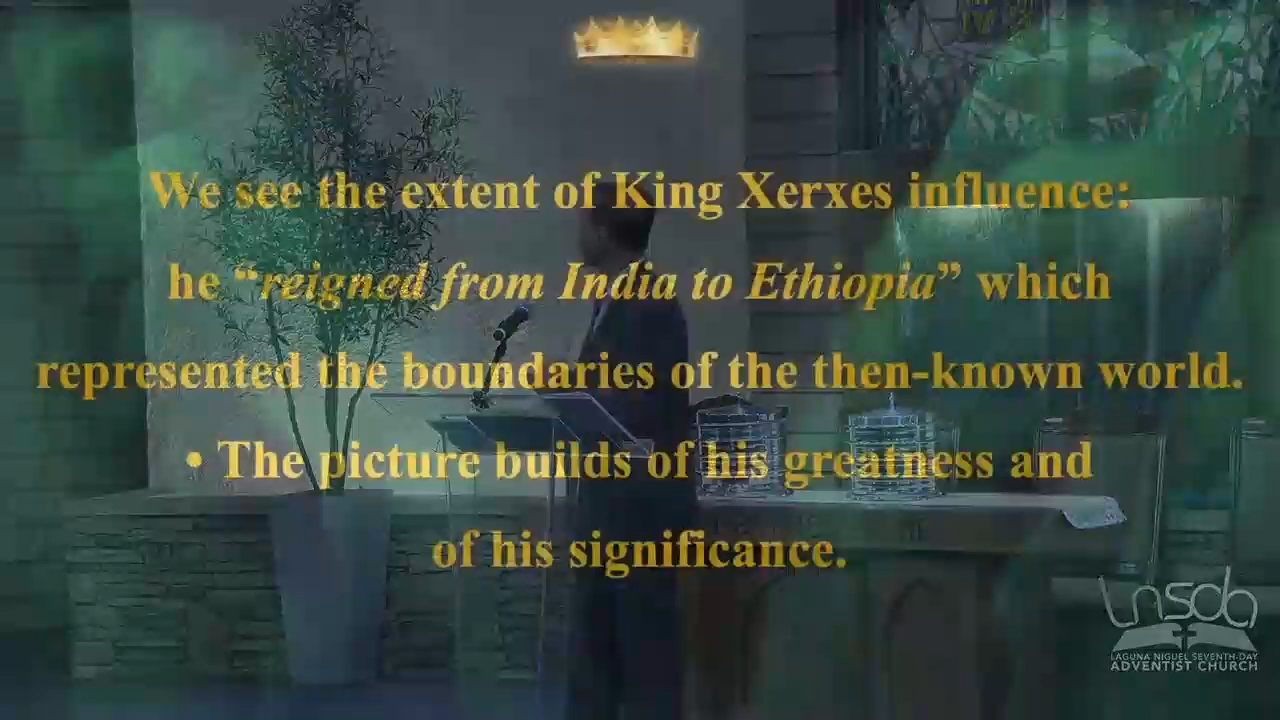 We see the extent of King Xerxes influence:
he “reigned from India to Ethiopia” which
represented the boundaries of the then-known world.
• The picture builds of his greatness and
of his significance.
lnsda
LAGUNA NIGUEL SEVENTH-DAY
ADVENTIST CHURCH